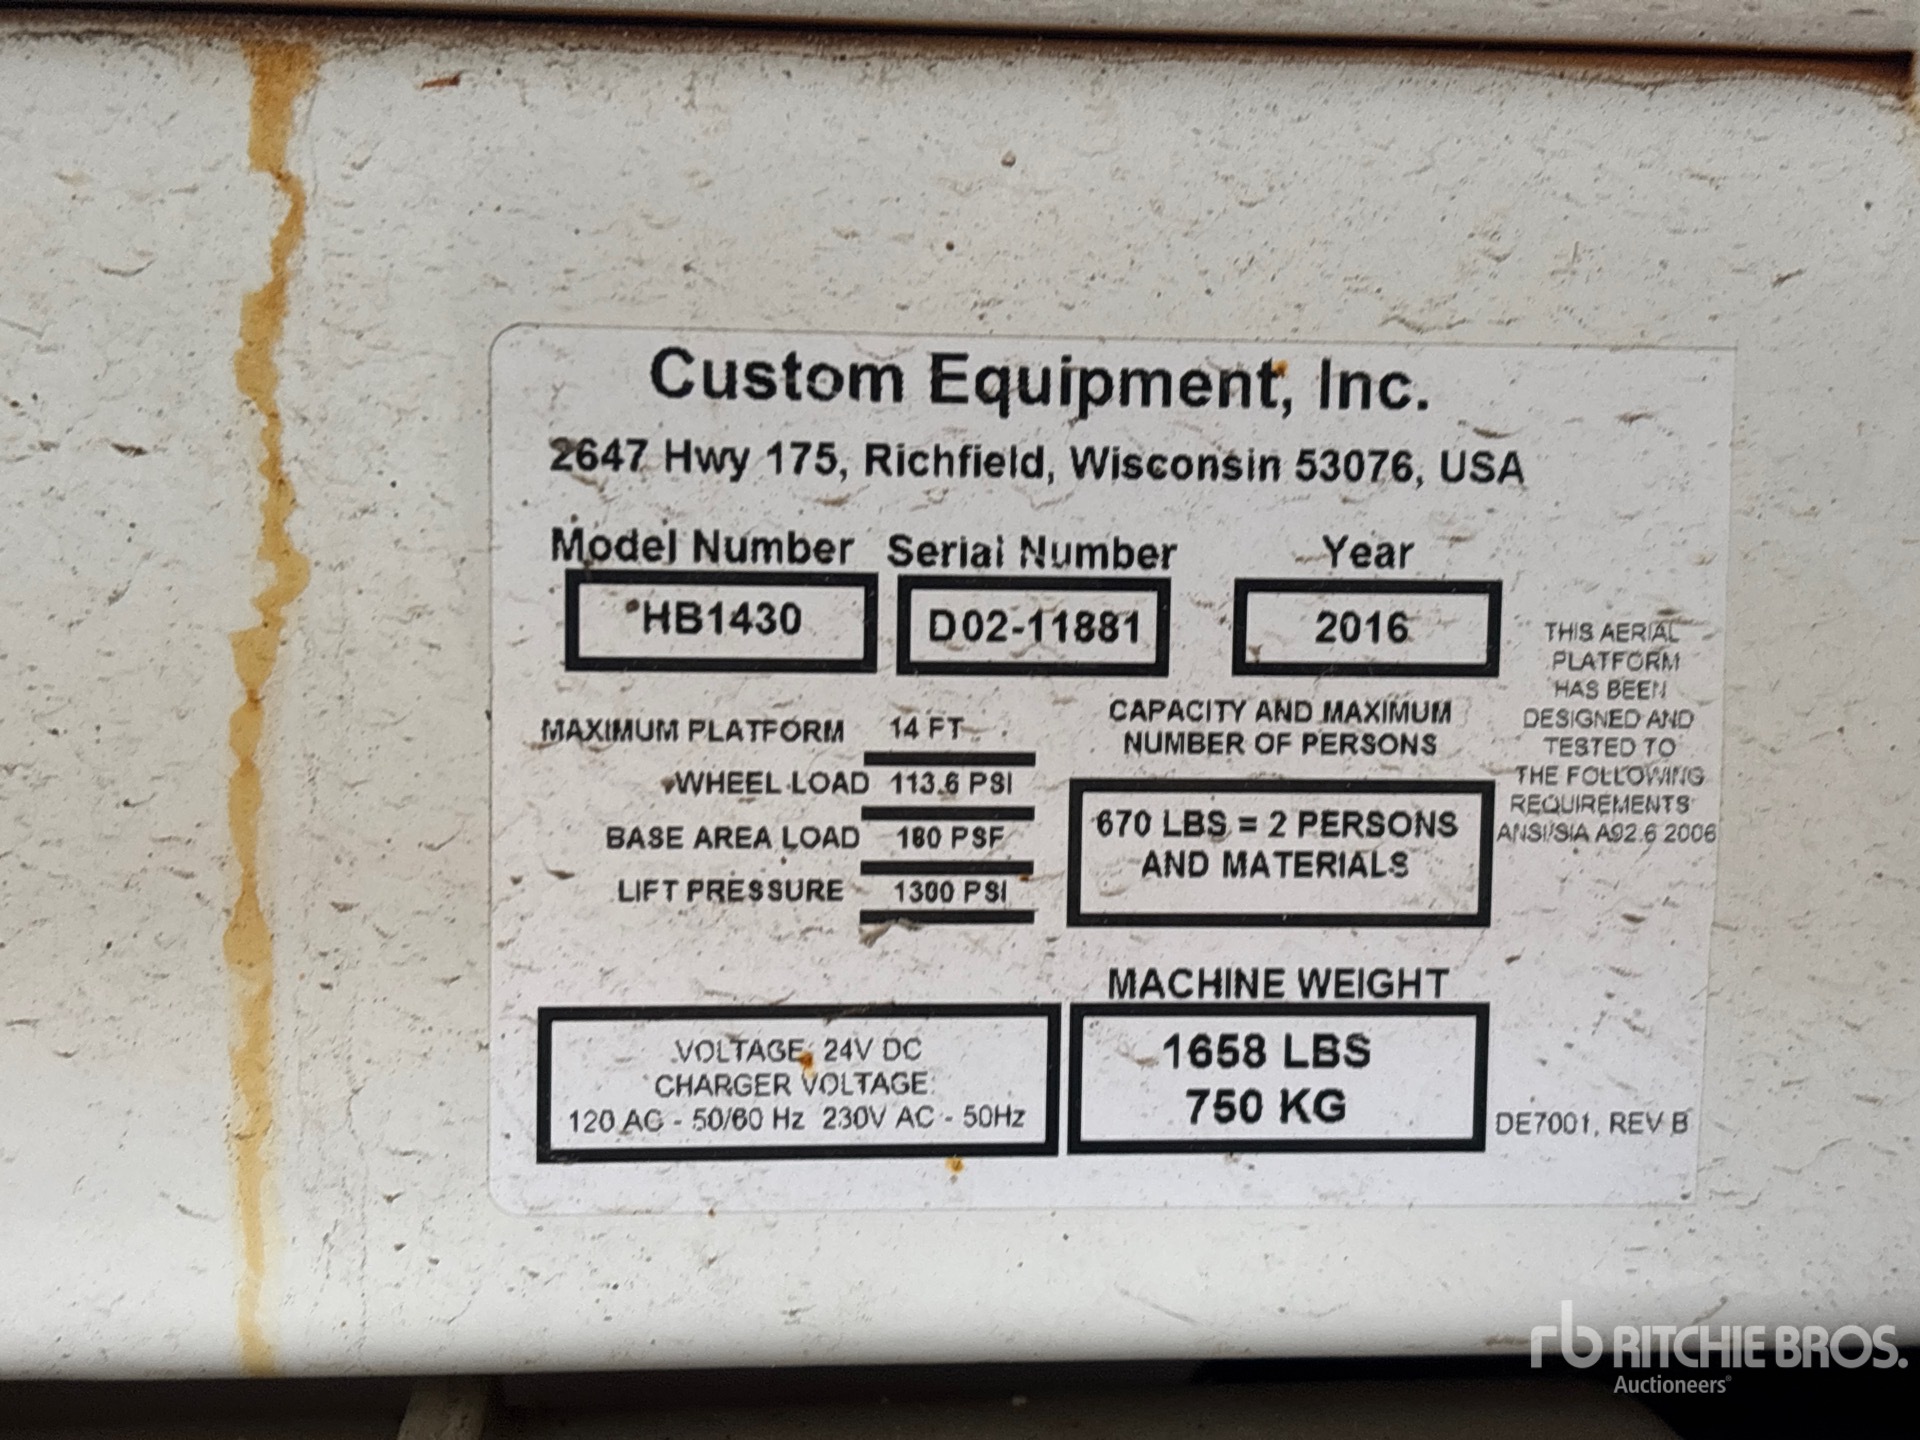 Custom Equipment, Inc.
2647 Hwy 175, Richfield, Wisconsin 53076, USA
Model Number Serial Number Year
HB1430 D02-11881 2016
MAXIMUM PLATFORM 14 FT
WHEEL LOAD 113.6 PSI
BASE AREA LOAD 180 PSF
LIFT PRESSURE 1300 PSI
CAPACITY AND MAXIMUM
NUMBER OF PERSONS
670 LBS = 2 PERSONS
AND MATERIALS
THIS AERIAL
PLATFORM
HAS BEEN
DESIGNED AND
TESTED TO
THE FOLLOWING
REQUIREMENTS
ANSI/SIA A92.6 2006
VOLTAGE: 24V DC
CHARGER VOLTAGE:
120 AC - 50/60 Hz 230V AC - 50Hz
MACHINE WEIGHT
1658 LBS
750 KG
DE7001, REV B
rb RITCHIE BROS.
Auctioneers®